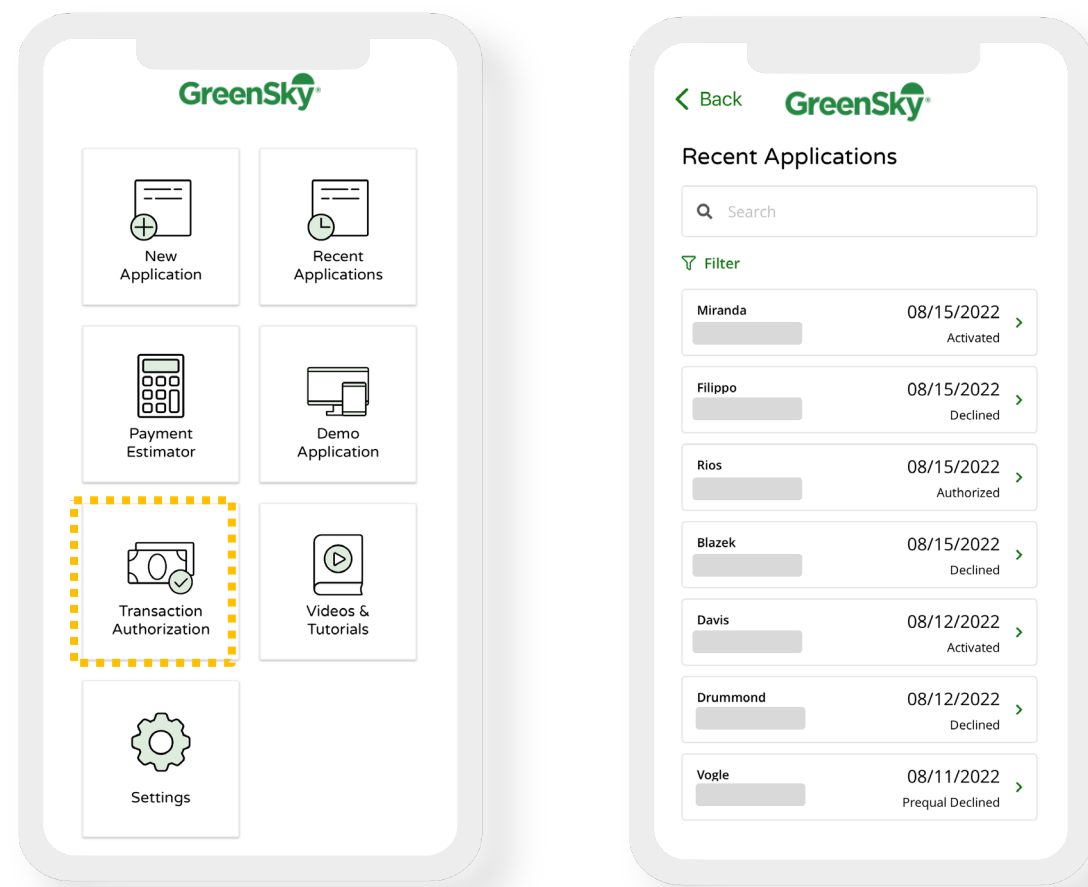 GreenSky®
New
Application
Recent
Applications
Payment
Estimator
Demo
Application
Transaction
Authorization
Videos &
Tutorials
Settings
Back
GreenSky®
Recent Applications
Search
Filter
Miranda
08/15/2022
Activated
Filippo
08/15/2022
Declined
Rios
08/15/2022
Authorized
Blazek
08/15/2022
Declined
Davis
08/12/2022
Activated
Drummond
08/12/2022
Declined
Vogle
08/11/2022
Prequal Declined